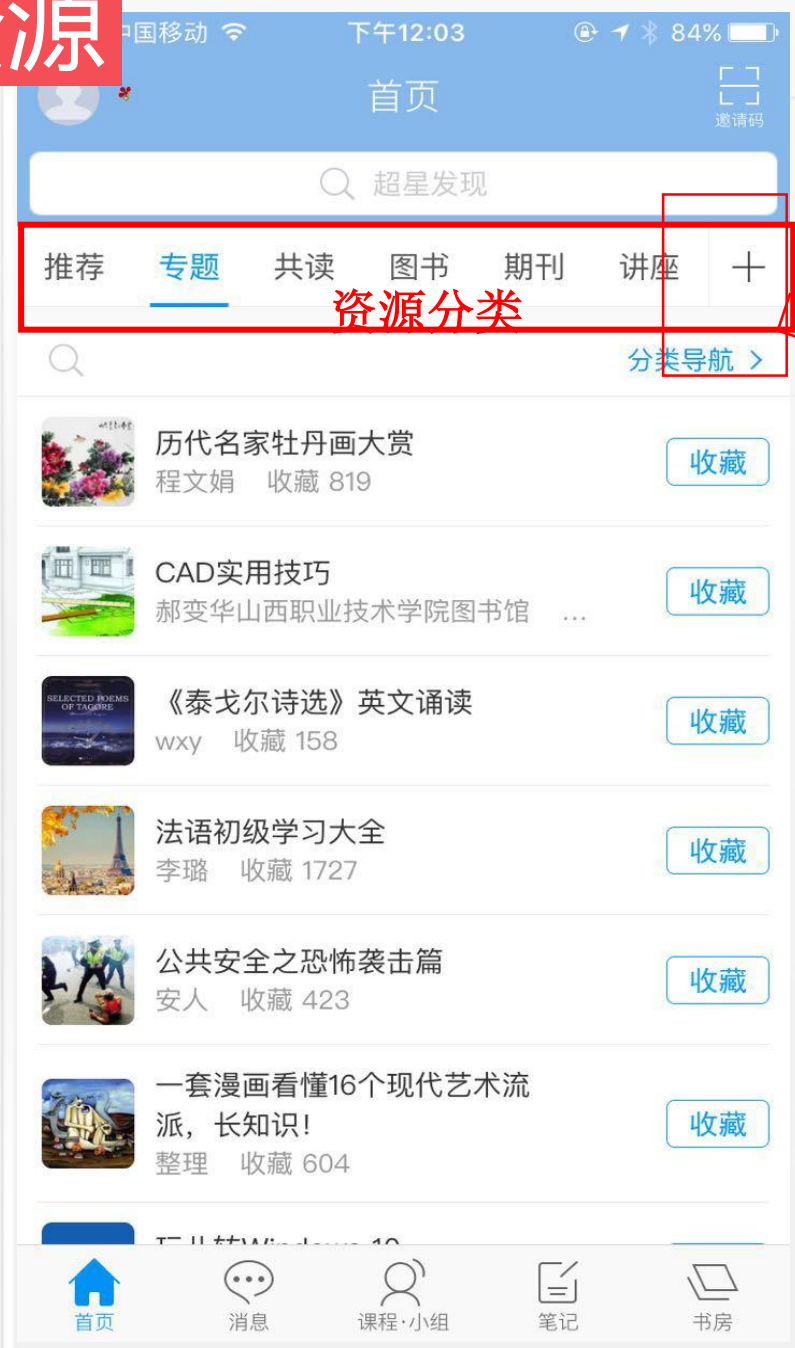 源
国移动 下午12:03 84%
首页
邀请码
超星发现
推荐 专题 共读 图书 期刊 讲座
资源分类
分类导航 >
历代名家牡丹画大赏
程文娟 收藏 819
收藏
CAD实用技巧
郝变华山西职业技术学院图书馆 ...
收藏
SELECTED POEMS
OF TAGORE
《泰戈尔诗选》英文诵读
wxy 收藏 158
收藏
法语初级学习大全
李璐 收藏 1727
收藏
公共安全之恐怖袭击篇
安人 收藏 423
收藏
一套漫画看懂16个现代艺术流
派，长知识！
整理 收藏 604
收藏
首页 消息 课程·小组 笔记 书房